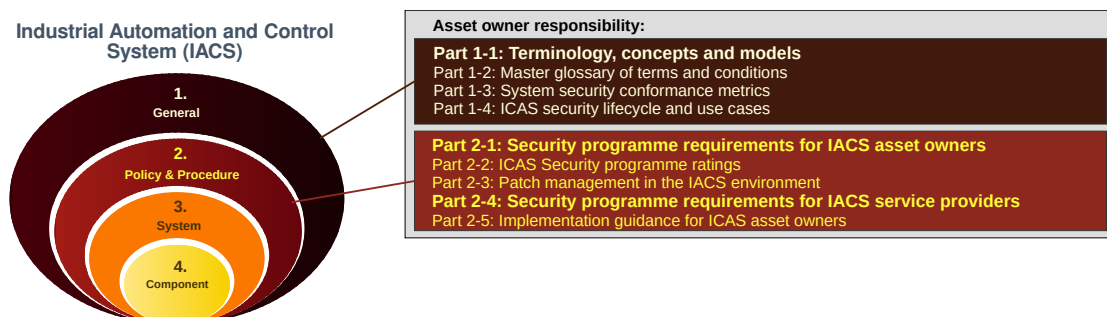 Industrial Automation and Control
System (IACS)
1.
General
2.
Policy & Procedure
3.
System
4.
Component
Asset owner responsibility:
Part 1-1: Terminology, concepts and models
Part 1-2: Master glossary of terms and conditions
Part 1-3: System security conformance metrics
Part 1-4: ICAS security lifecycle and use cases
Part 2-1: Security programme requirements for IACS asset owners
Part 2-2: ICAS Security programme ratings
Part 2-3: Patch management in the IACS environment
Part 2-4: Security programme requirements for IACS service providers
Part 2-5: Implementation guidance for ICAS asset owners